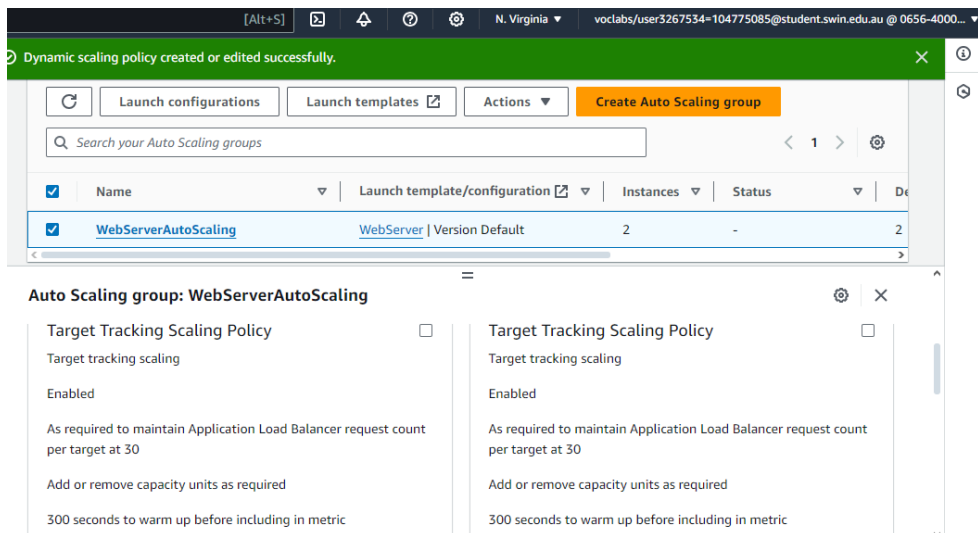 [Alt+S] N. Virginia ▼ voclabs/user3267534=104775085@student.swin.edu.au @ 0656-4000... ▼
Dynamic scaling policy created or edited successfully.
Launch configurations Launch templates Actions ▼ Create Auto Scaling group
Search your Auto Scaling groups 1
Name Launch template/configuration Instances Status De
WebServerAutoScaling WebServer | Version Default 2 - 2
Auto Scaling group: WebServerAutoScaling
Target Tracking Scaling Policy
Target tracking scaling
Enabled
As required to maintain Application Load Balancer request count
per target at 30
Add or remove capacity units as required
300 seconds to warm up before including in metric
Target Tracking Scaling Policy
Target tracking scaling
Enabled
As required to maintain Application Load Balancer request count
per target at 30
Add or remove capacity units as required
300 seconds to warm up before including in metric